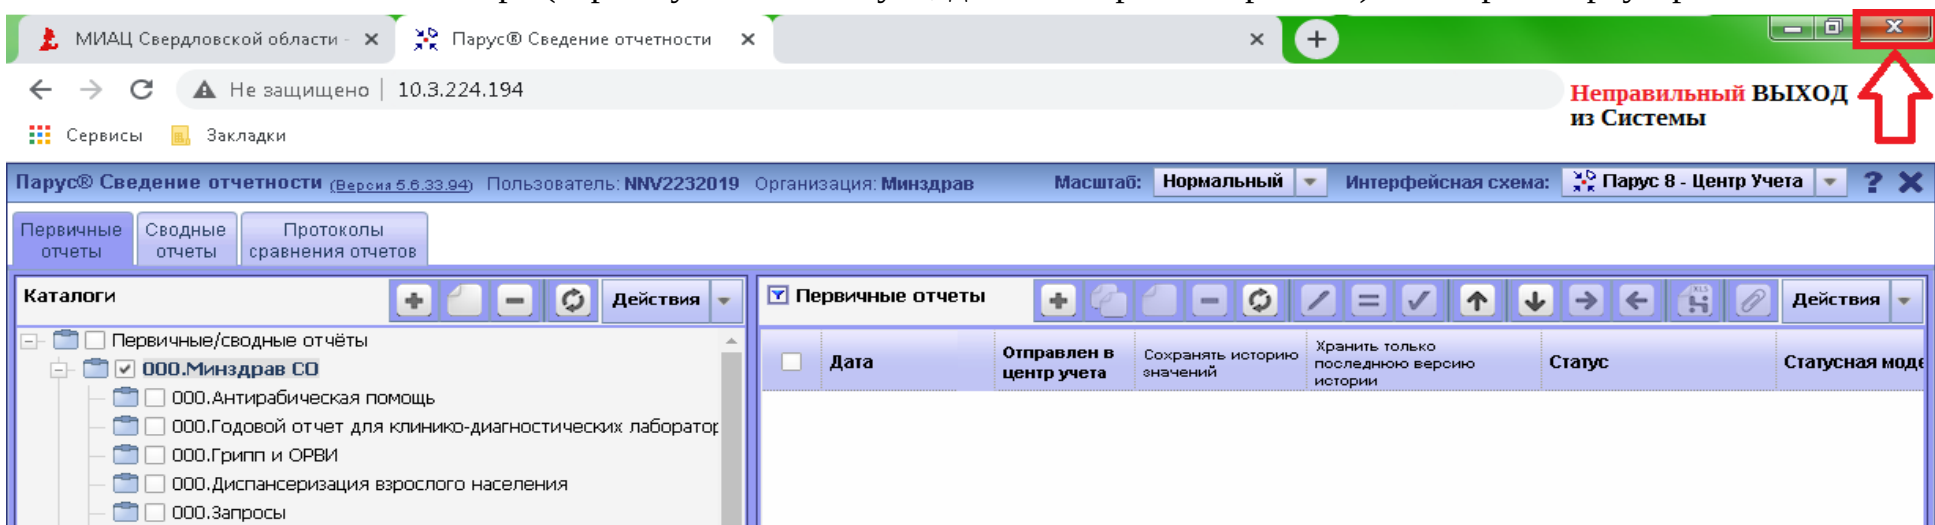 МИАЦ Свердловской области -
Парус® Сведение отчетности
Не защищено | 10.3.224.194
Неправильный ВЫХОД
из Системы
Сервисы Закладки
Парус® Сведение отчетности (Версия 5.6.33.94) Пользователь: NNV2232019 Организация: Минздрав Масштаб: Нормальный Интерфейсная схема: Парус 8 - Центр Учета ?
Первичные отчеты
Сводные отчеты
Протоколы сравнения отчетов
Каталоги Действия
Первичные отчеты Действия
Первичные/сводные отчёты
000.Минздрав СО
000.Антирабическая помощь
000.Годовой отчет для клинико-диагностических лаборатор
000.Грипп и ОРВИ
000.Диспансеризация взрослого населения
000.Запросы
Дата
Отправлен в центр учета
Сохранять историю значений
Хранить только последнюю версию истории
Статус
Статусная моде